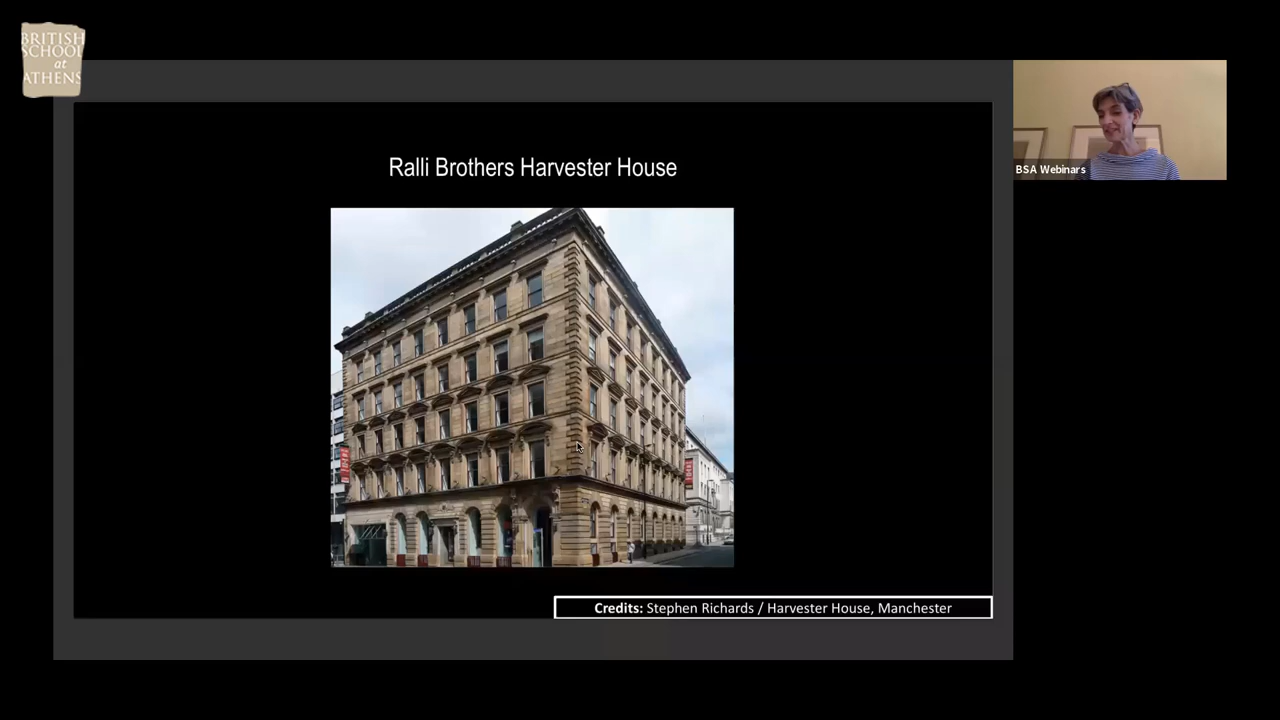 BRITISH
SCHOOL
at
ATHENS
Ralli Brothers Harvester House
BSA Webinars
Credits: Stephen Richards / Harvester House, Manchester